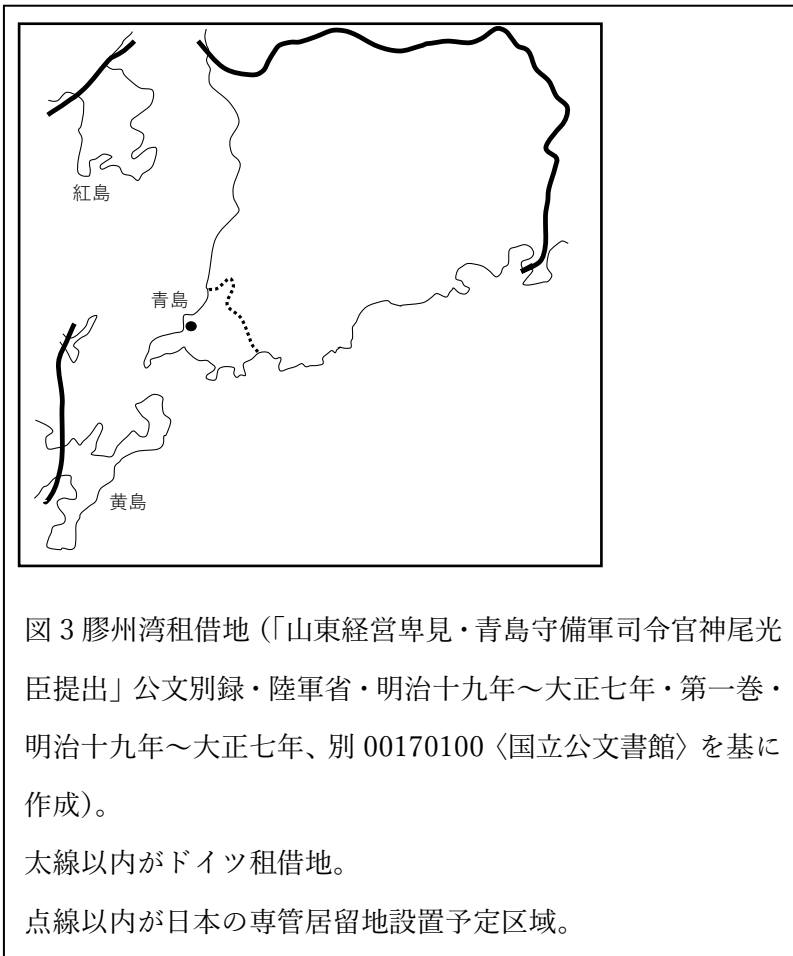 紅島
青島
黄島
図 3 膠州湾租借地（「山東経営卑見・青島守備軍司令官神尾光
臣提出」公文別録・陸軍省・明治十九年～大正七年・第一巻・
明治十九年～大正七年、別 00170100〈国立公文書館〉を基に
作成）。
太線以内がドイツ租借地。
点線以内が日本の専管居留地設置予定区域。